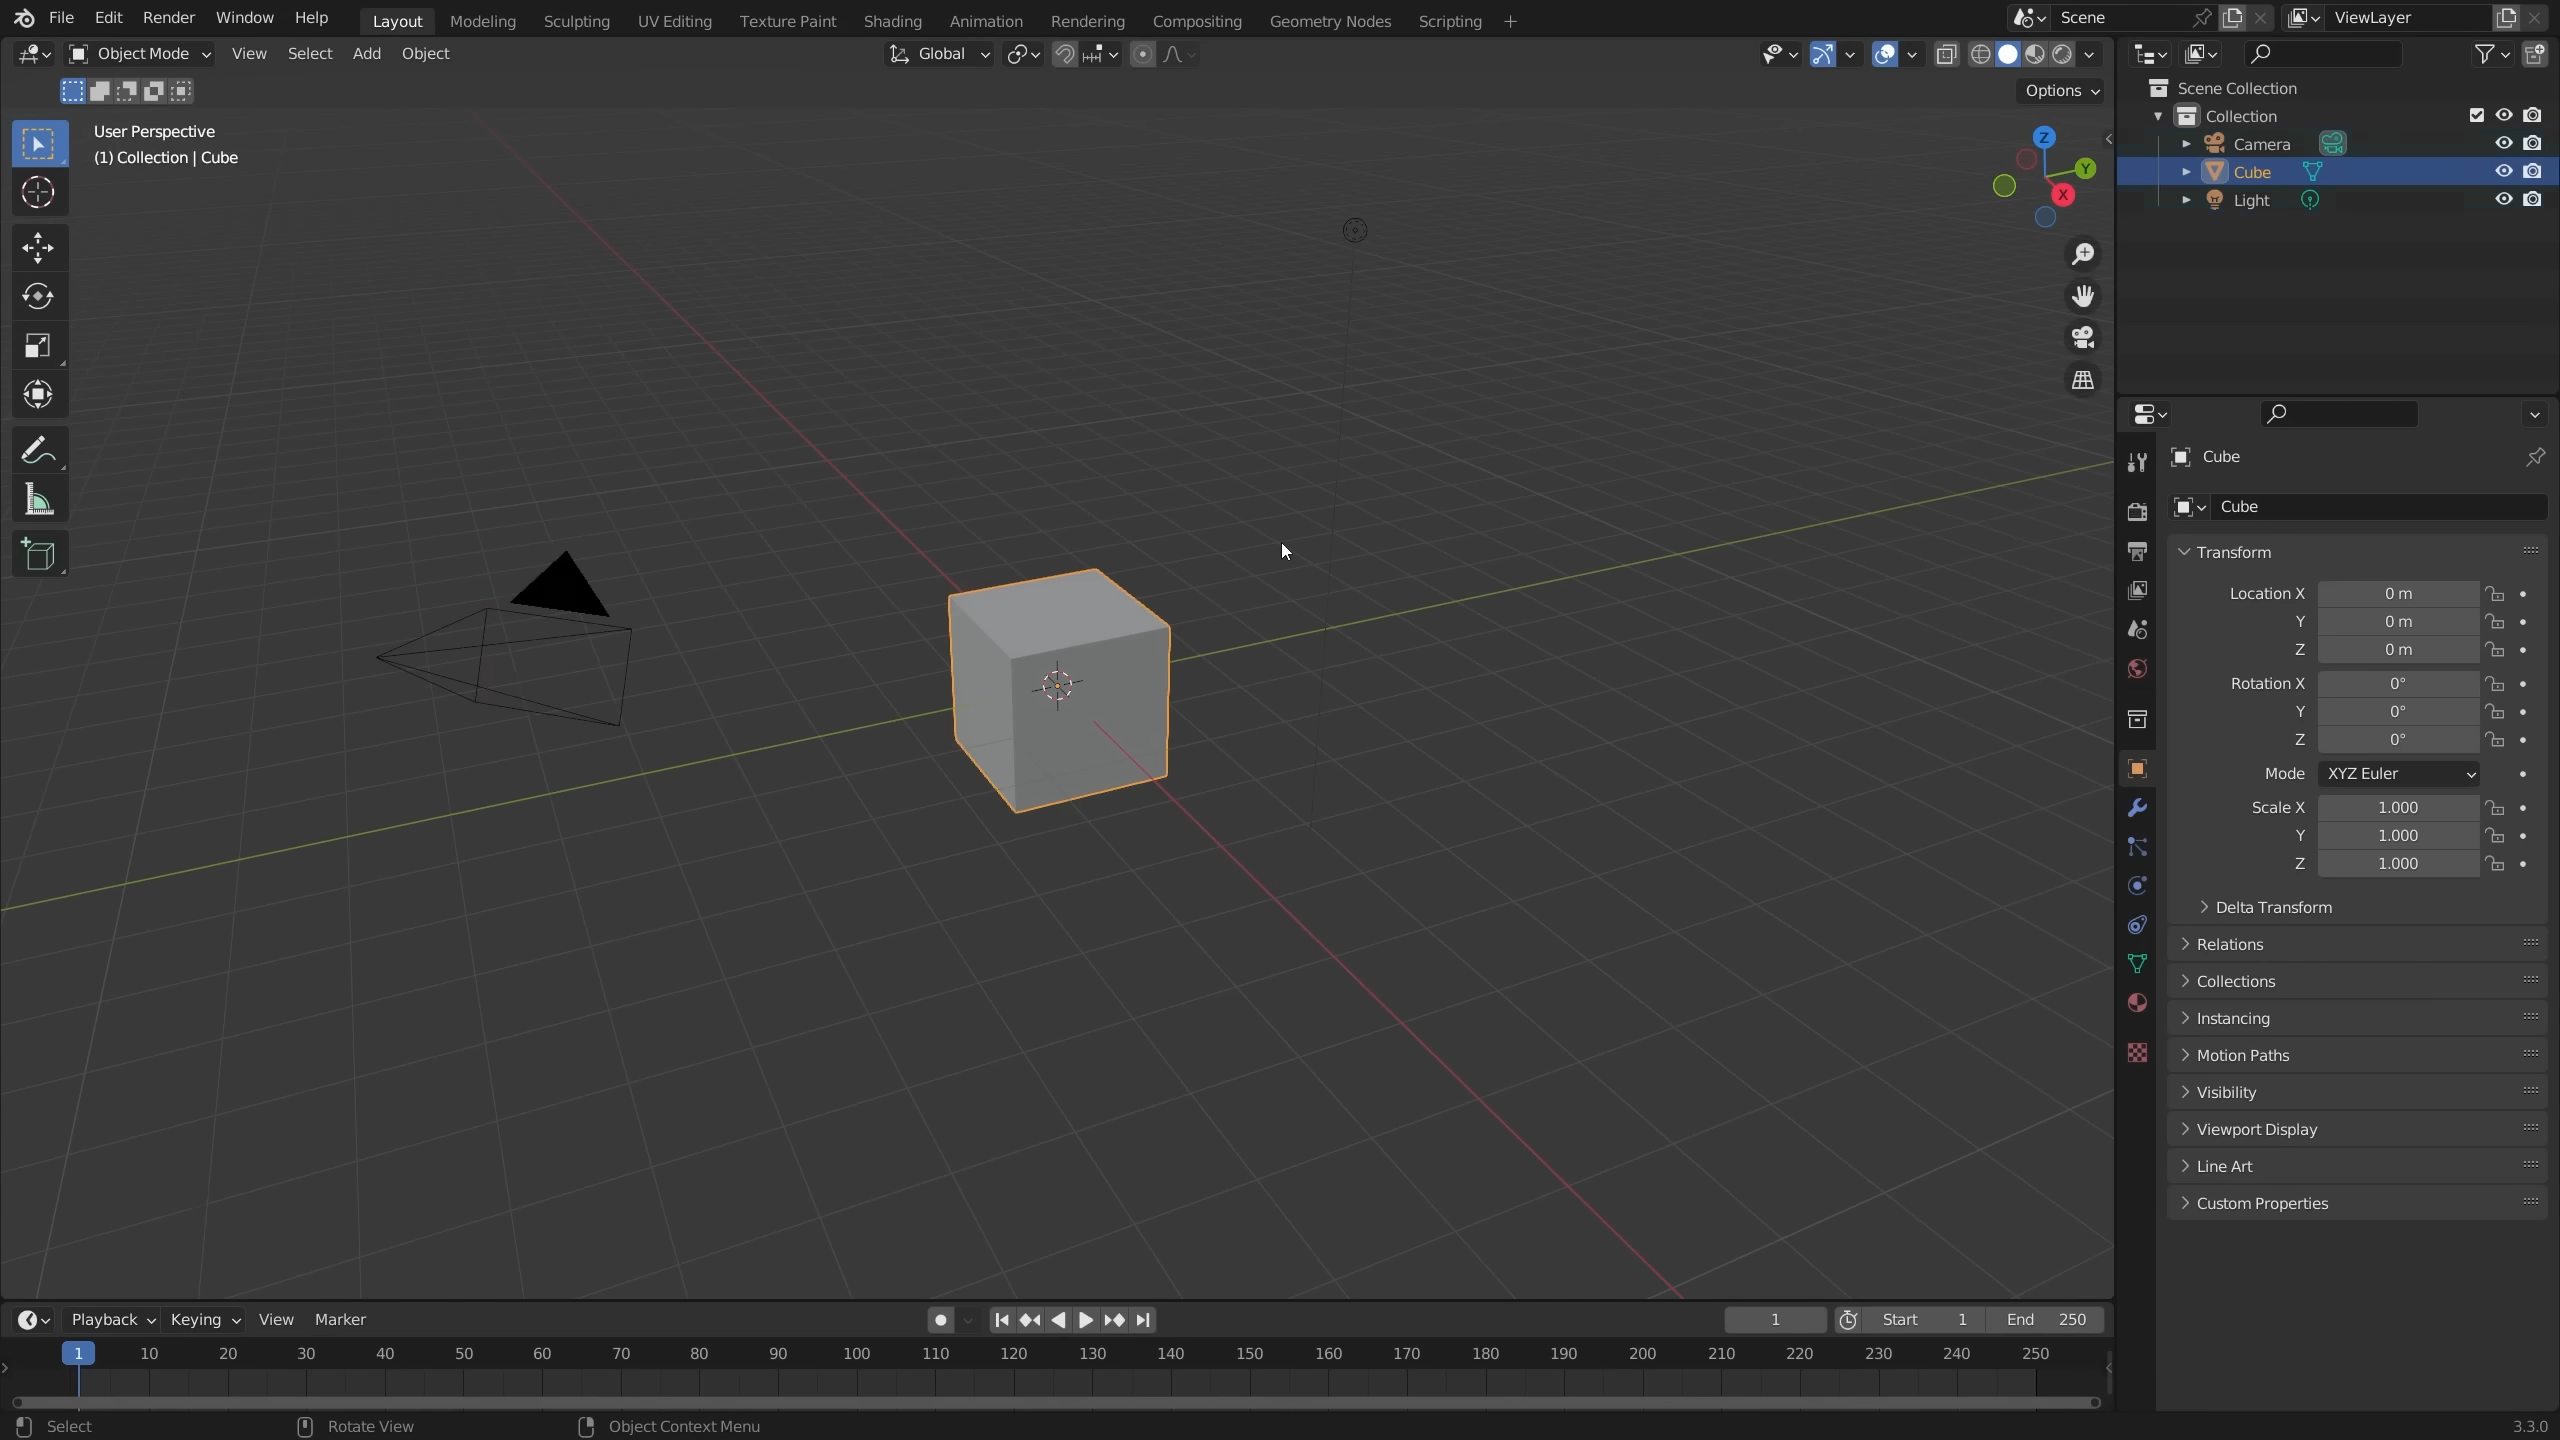 File Edit Render Window Help Layout Modeling Sculpting UV Editing Texture Paint Shading Animation Rendering Compositing Geometry Nodes Scripting + Scene ViewLayer
Object Mode View Select Add Object Global
Options
User Perspective
(1) Collection | Cube
Z
Y
X
Scene Collection
Collection
Camera
Cube
Light
Cube
Cube
Transform
Location X 0 m
Y 0 m
Z 0 m
Rotation X 0°
Y 0°
Z 0°
Mode XYZ Euler
Scale X 1.000
Y 1.000
Z 1.000
Delta Transform
Relations
Collections
Instancing
Motion Paths
Visibility
Viewport Display
Line Art
Custom Properties
Playback Keying View Marker 1 Start 1 End 250
1 10 20 30 40 50 60 70 80 90 100 110 120 130 140 150 160 170 180 190 200 210 220 230 240 250
Select Rotate View Object Context Menu 3.3.0